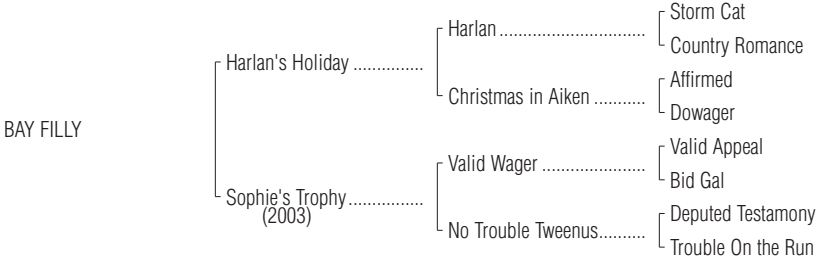 Storm Cat
Harlan..............................
Country Romance
Harlan's Holiday ...............
Affirmed
Christmas in Aiken ...........
Dowager
BAY FILLY
Valid Appeal
Valid Wager ......................
Bid Gal
Sophie's Trophy................
(2003)
Deputed Testamony
No Trouble Tweenus..........
Trouble On the Run